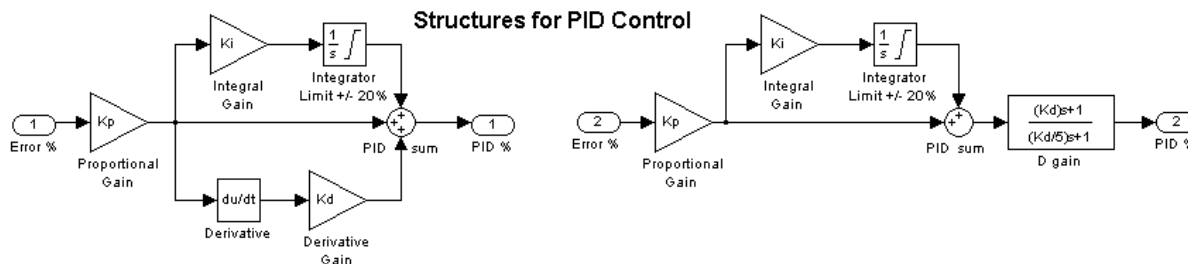 Structures for PID Control
Ki
1
s
Integral
Gain
Integrator
Limit +/- 20%
1
Error %
Kp
Proportional
Gain
+
+
+
PID sum
1
PID %
du/dt
Derivative
Kd
Derivative
Gain
Ki
1
s
Integral
Gain
Integrator
Limit +/- 20%
2
Error %
Kp
Proportional
Gain
+
+
PID sum
(Kd)s+1
(Kd/5)s+1
D gain
2
PID %